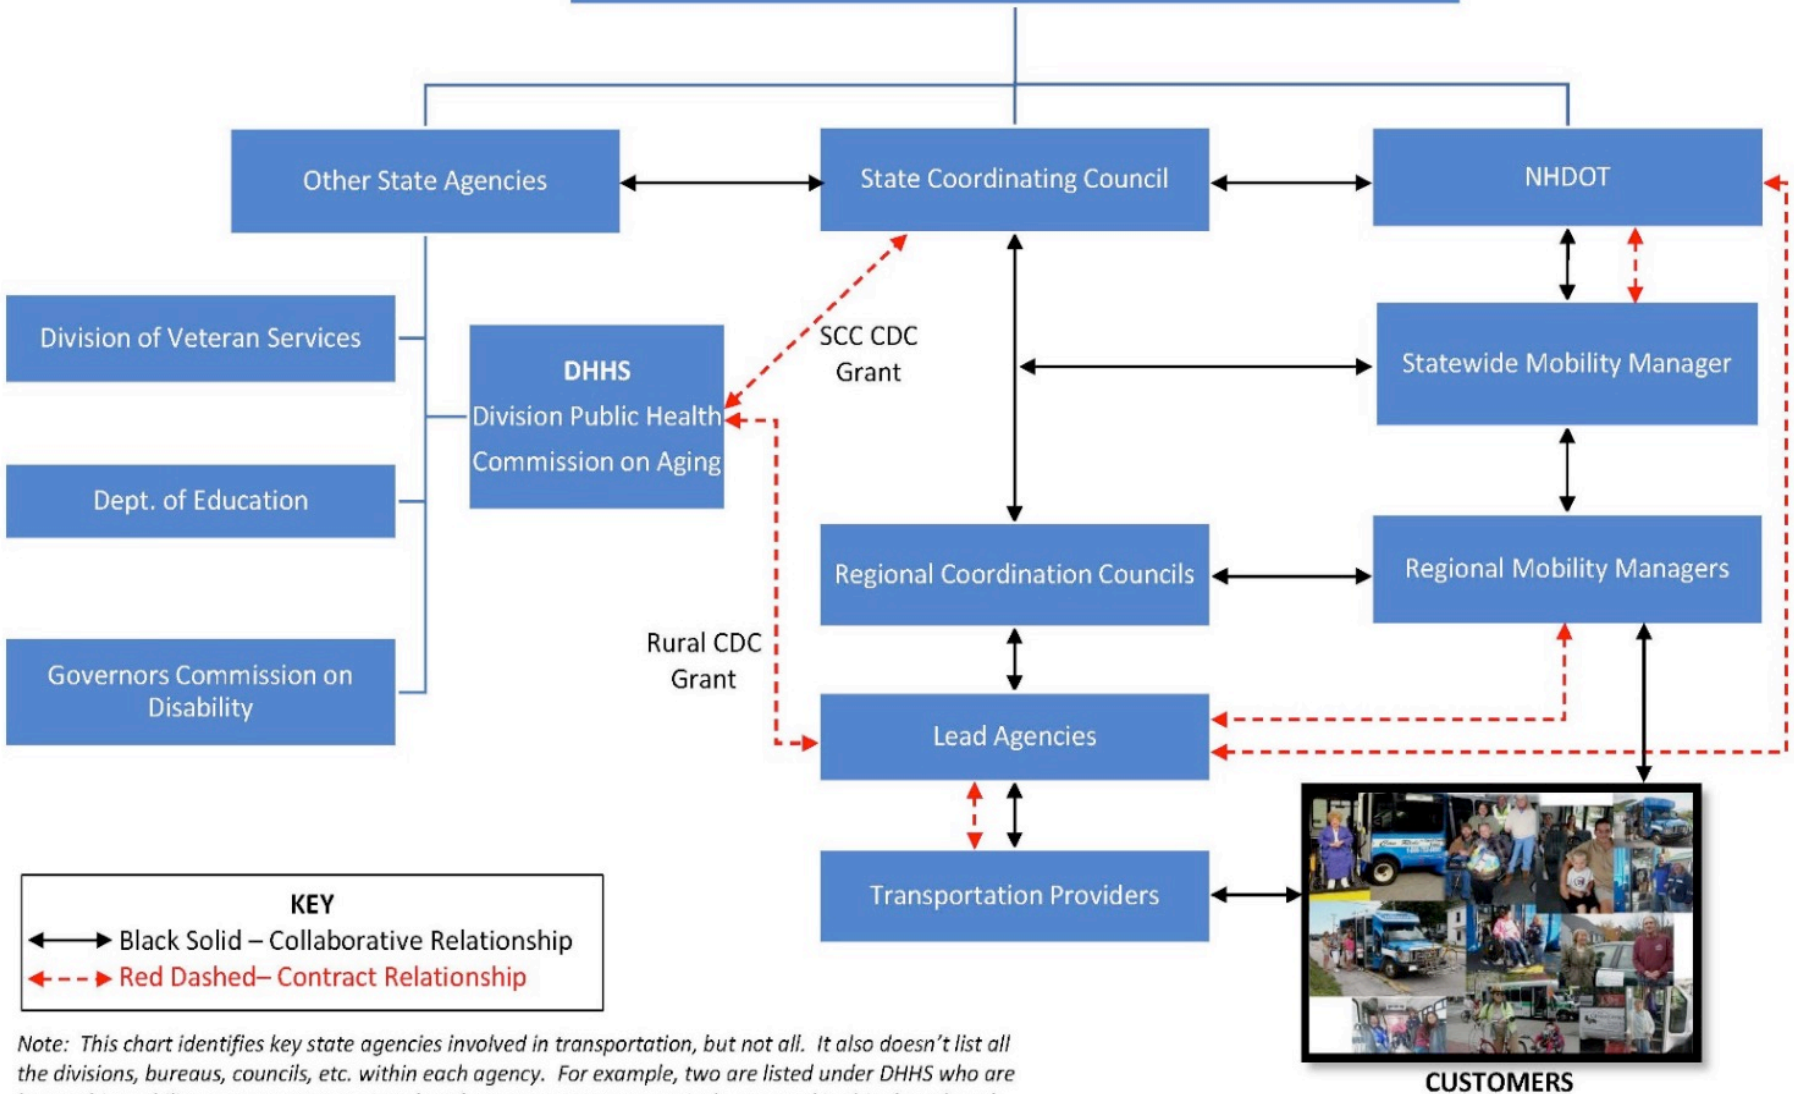 Other State Agencies
State Coordinating Council
NHDOT
Division of Veteran Services
DHHS
Division Public Health
Commission on Aging
SCC CDC
Grant
Statewide Mobility Manager
Dept. of Education
Regional Coordination Councils
Regional Mobility Managers
Rural CDC
Grant
Governors Commission on
Disability
Lead Agencies
Transportation Providers
KEY
Black Solid – Collaborative Relationship
Red Dashed– Contract Relationship
Note: This chart identifies key state agencies involved in transportation, but not all. It also doesn't list all
the divisions, bureaus, councils, etc. within each agency. For example, two are listed under DHHS who are
CUSTOMERS